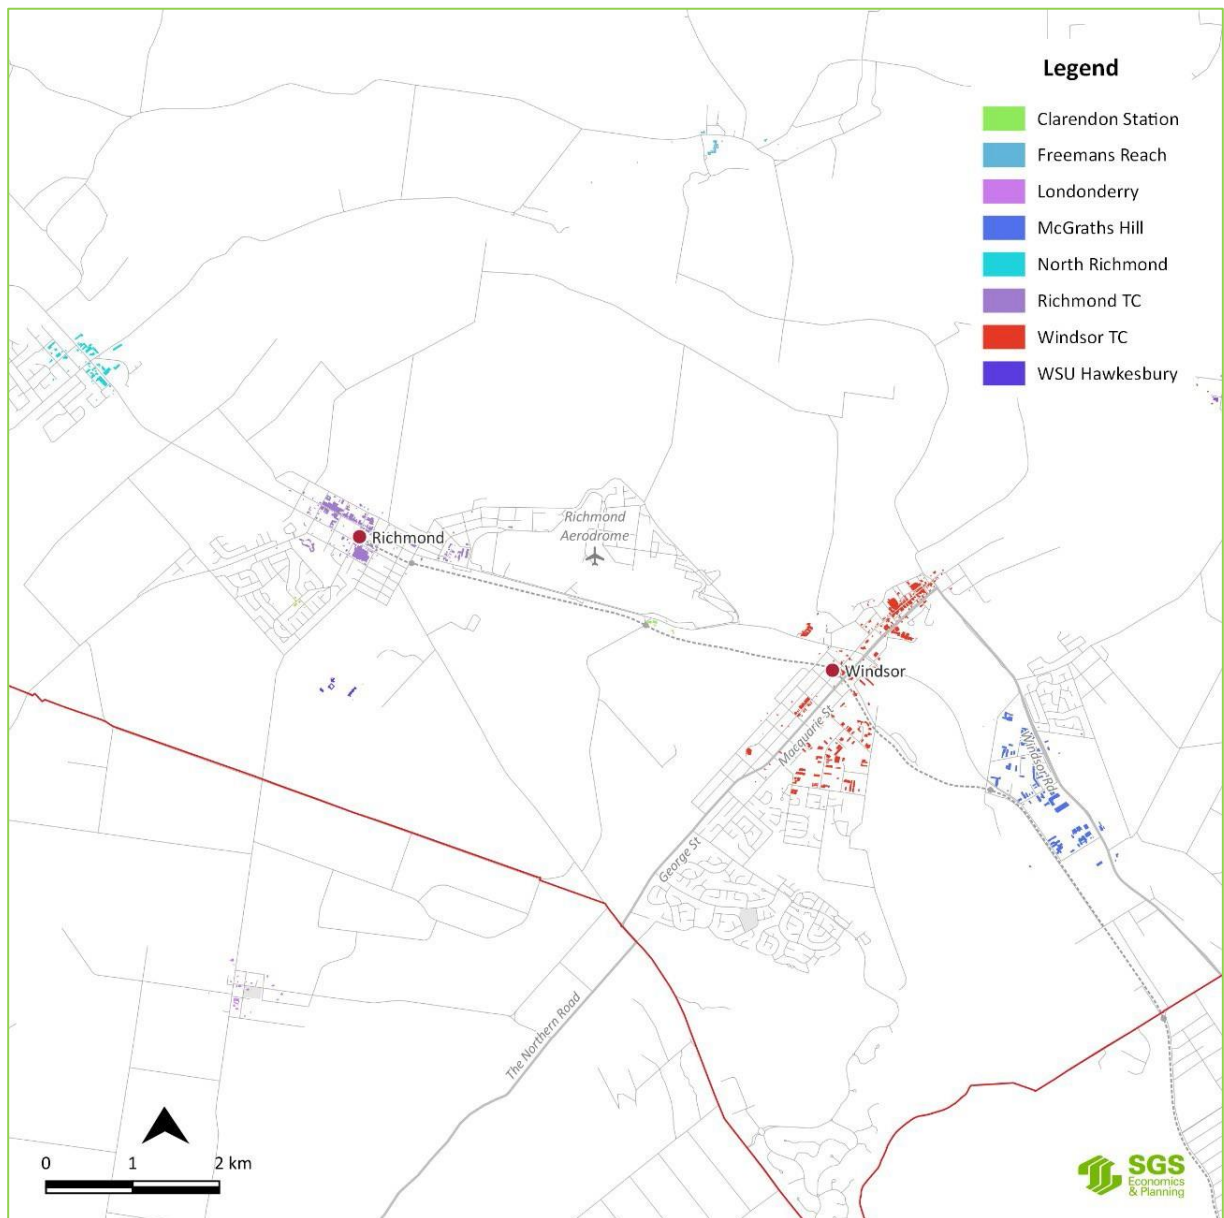 Legend
Clarendon Station
Freemans Reach
Londonderry
McGraths Hill
North Richmond
Richmond TC
Windsor TC
WSU Hawkesbury
Richmond
Aerodrome
Richmond
Windsor
Macquarie St
Windsor Rd
George St
The Northern Road
0 1 2 km
SGS
Economics
& Planning